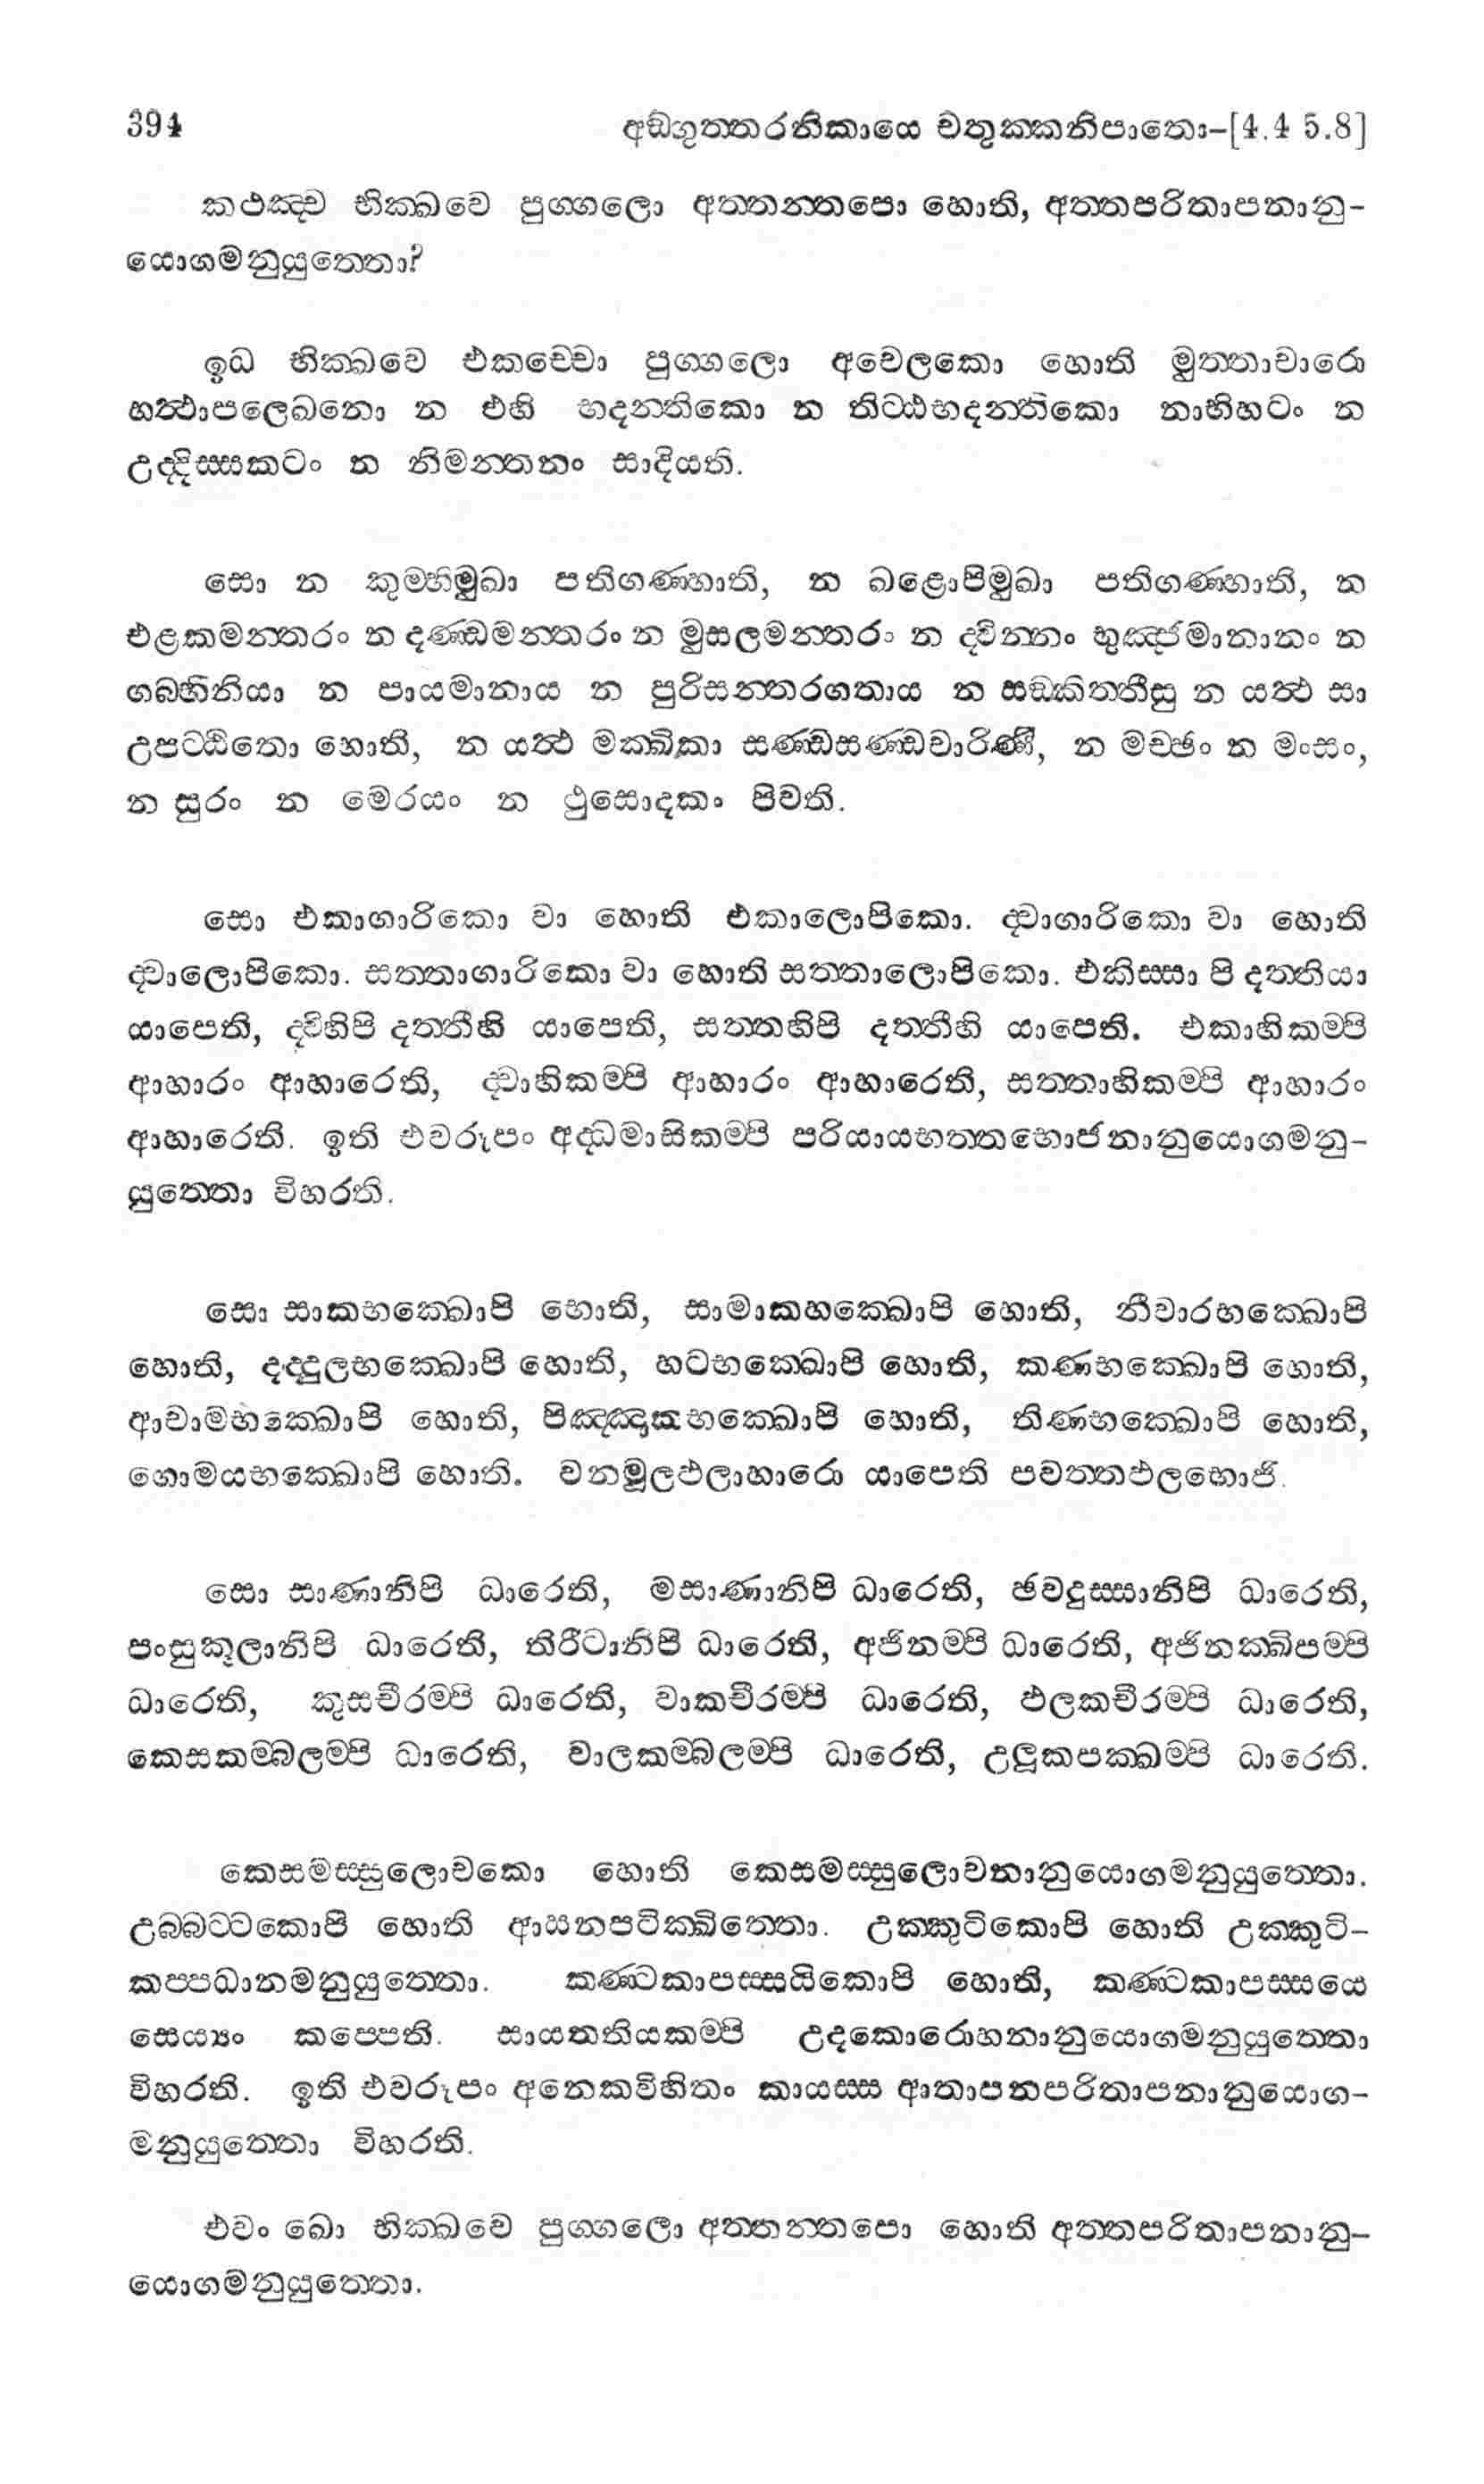 394 අඞ්ගුත්තරනිකායෙ චතුක්කනිපාතො-[4.4 5.8]
කථඤ්ච භික්ඛවෙ පුග්ගලො අත්තන්තපො හොති, අත්තපරිතාපනානු-
යොගමනුයුත්තො?
ඉධ භික්ඛවෙ එකච්චො පුග්ගලො අචෙලකො හොති මුත්තාචාරො
හත්ථාපලෙඛනො න එහි භදන්තිකො න තිට්ඨභදන්තිකො නාභිහටං න
උද්දිස්සකටං න නිමන්තනං සාදියති.
සො න කුම්භිමුඛා පතිගණ්හාති, න ඛළොපිමුඛා පතිගණ්හාති, න
එළකමන්තරං න දණ්ඩමන්තරං න මුසලමන්තරං න ද්වින්නං භුඤ්ජමානානං න
ගබ්භිනියා න පායමානාය න පුරිසන්තරගතාය න සඞ්කිත්තීසු න යත්ථ සා
උපට්ඨිතො හොති, න යත්ථ මක්ඛිකා සණ්ඩසණ්ඩචාරිණී, න මච්ඡං න මංසං,
න සුරං න මෙරයං න ථුසොදකං පිවති.
සො එකාගාරිකො වා හොති එකාලොපිකො. ද්වාගාරිකො වා හොති
ද්වාලොපිකො. සත්තාගාරිකො වා හොති සත්තාලොපිකො. එකිස්සා පි දත්තියා
යාපෙති, ද්විහිපි දත්තීහි යාපෙති, සත්තහිපි දත්තීහි යාපෙති. එකාහිකම්පි
ආහාරං ආහාරෙති, ද්වාහිකම්පි ආහාරං ආහාරෙති, සත්තාහිකම්පි ආහාරං
ආහාරෙති. ඉති එවරූපං අද්ධමාසිකම්පි පරියායභත්තභොජනානුයොගමනු-
යුත්තො විහරති.
සො සාකභක්ඛොපි හොති, සාමාකභක්ඛොපි හොති, නීවාරභක්ඛොපි
හොති, දද්දුලභක්ඛොපි හොති, හටභක්ඛොපි හොති, කණභක්ඛොපි හොති,
ආචාමභක්ඛොපි හොති, පිඤ්ඤාකභක්ඛොපි හොති, තිණභක්ඛොපි හොති,
ගොමයභක්ඛොපි හොති. වනමූලඵලාහාරො යාපෙති පවත්තඵලභොජි.
සො සාණානිපි ධාරෙති, මසාණානිපි ධාරෙති, ඡවදුස්සානිපි ධාරෙති,
පංසුකූලානිපි ධාරෙති, තිරීටානිපි ධාරෙති, අජිනම්පි ධාරෙති, අජිනක්ඛිපම්පි
ධාරෙති, කුසචීරම්පි ධාරෙති, වාකචීරම්පි ධාරෙති, ඵලකචීරම්පි ධාරෙති,
කෙසකම්බලම්පි ධාරෙති, වාලකම්බලම්පි ධාරෙති, උලූකපක්ඛම්පි ධාරෙති.
කෙසමස්සුලොචකො හොති කෙසමස්සුලොචනානුයොගමනුයුත්තො.
උබ්බට්ටකොපි හොති ආසනපටික්ඛිත්තො. උක්කුටිකොපි හොති උක්කුටි-
කප්පධානමනුයුත්තො. කණ්ටකාපස්සයිකොපි හොති, කණ්ටකාපස්සයෙ
සෙය්‍යං කප්පෙති. සායතතියකම්පි උදකොරොහනානුයොගමනුයුත්තො
විහරති. ඉති එවරූපං අනෙකවිහිතං කායස්ස ආතාපනපරිතාපනානුයොග-
මනුයුත්තො විහරති.
එවං ඛො භික්ඛවෙ පුග්ගලො අත්තන්තපො හොති අත්තපරිතාපනානු-
යොගමනුයුත්තො.